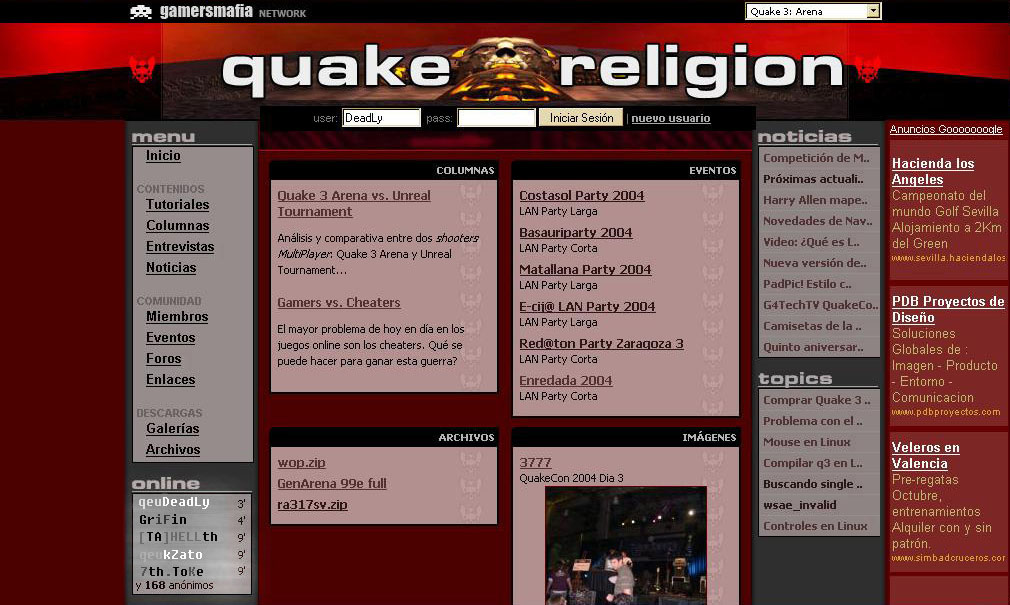 gamersmafia NETWORK
Quake 3: Arena
quake religion
user: DeadLy pass: Iniciar Sesión | nuevo usuario
menu
Inicio
CONTENIDOS
Tutoriales
Columnas
Entrevistas
Noticias
COMUNIDAD
Miembros
Eventos
Foros
Enlaces
DESCARGAS
Galerías
Archivos
online
qeuDeadLy 3'
GriFin 4'
[TA]HELLth 9'
qeukZato 9'
7th.ToKe 9'
y 168 anónimos
COLUMNAS
Quake 3 Arena vs. Unreal
Tournament
Análisis y comparativa entre dos shooters
MultiPlayer: Quake 3 Arena y Unreal
Tournament...
Gamers vs. Cheaters
El mayor problema de hoy en día en los
juegos online son los cheaters. Qué se
puede hacer para ganar esta guerra?
EVENTOS
Costasol Party 2004
LAN Party Larga
Basauriparty 2004
LAN Party Corta
Matallana Party 2004
LAN Party Larga
E-cij@ LAN Party 2004
LAN Party Corta
Red@ton Party Zaragoza 3
LAN Party Corta
Enredada 2004
LAN Party Corta
ARCHIVOS
wop.zip
GenArena 99e full
ra317sv.zip
IMÁGENES
3777
QuakeCon 2004 Dia 3
noticias
Competición de M..
Próximas actuali..
Harry Allen mape..
Novedades de Nav..
Video: ¿Qué es L..
Nueva versión de..
PadPic! Estilo c..
G4TechTV QuakeCo..
Camisetas de la ..
Quinto aniversar..
topics
Comprar Quake 3 ..
Problema con el ..
Mouse en Linux
Compilar q3 en L..
Buscando single ..
wsae_invalid
Controles en Linux
Anuncios Goooooogle
Hacienda los
Angeles
Campeonato del
mundo Golf Sevilla
Alojamiento a 2Km
del Green
www.sevilla.haciendalos
PDB Proyectos de
Diseño
Soluciones
Globales de :
Imagen - Producto
- Entorno -
Comunicacion
www.pdbproyectos.com
Veleros en
Valencia
Pre-regatas
Octubre,
entrenamientos
Alquiler con y sin
patrón.
www.simbadcruceros.cor